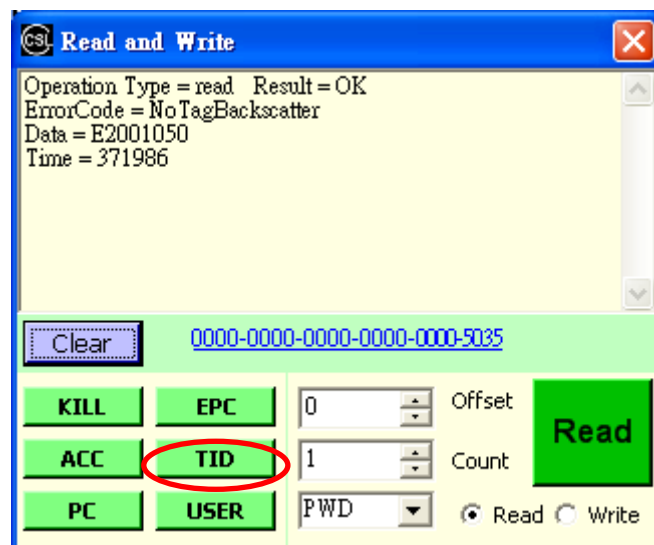 CSL Read and Write
Operation Type = read   Result = OK
ErrorCode = NoTagBackscatter
Data = E2001050
Time = 371986
Clear 0000-0000-0000-0000-0000-5035
KILL EPC 0 Offset Read
ACC TID 1 Count
PC USER PWD Read Write